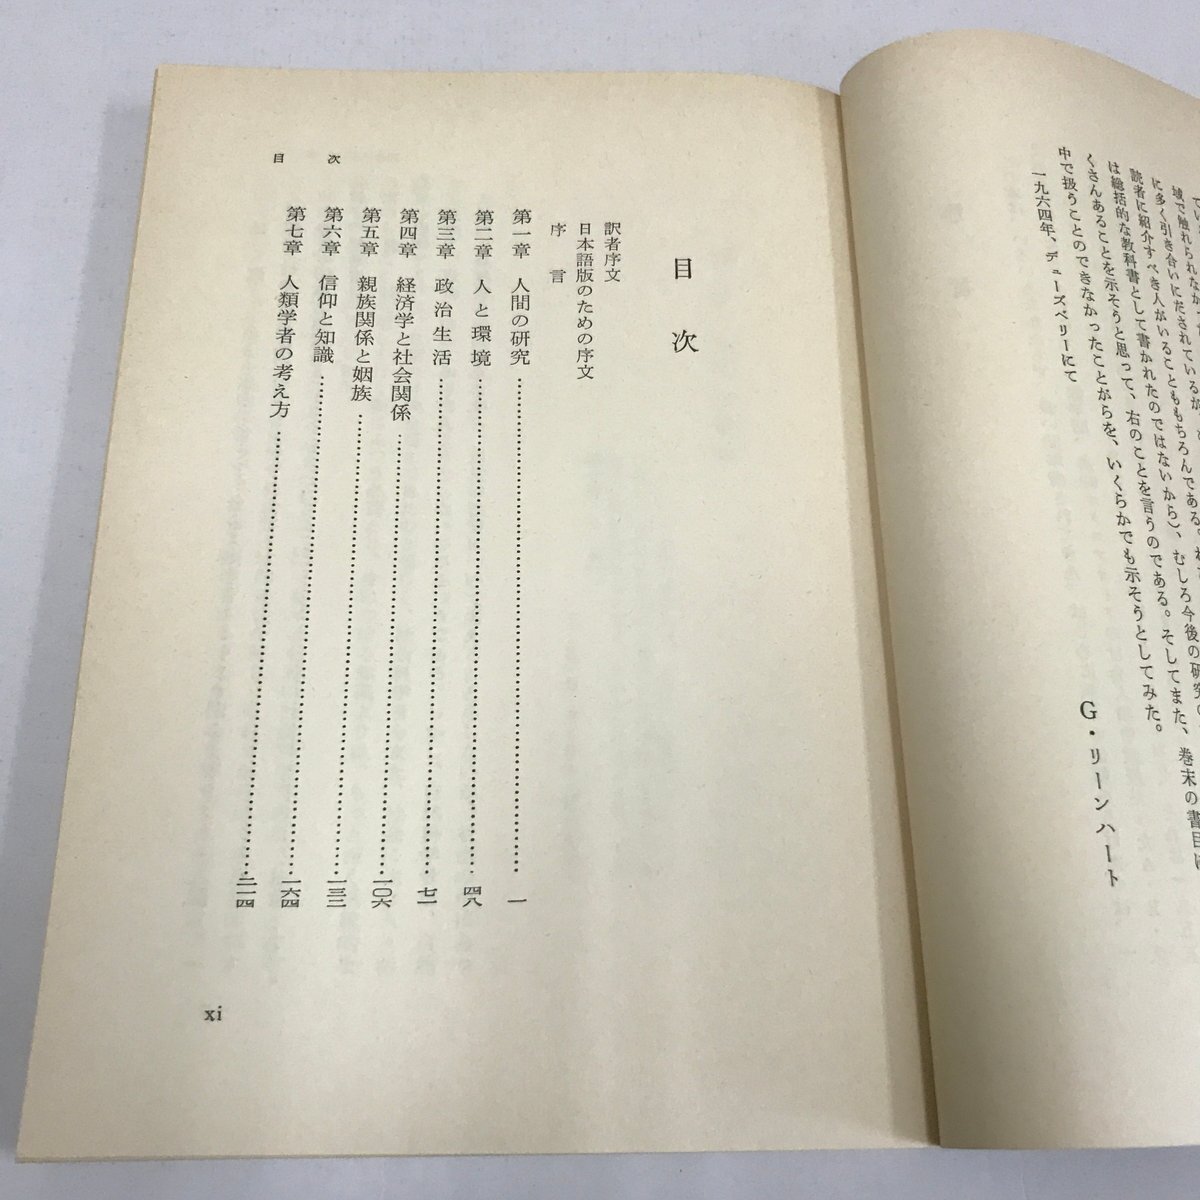 域で触れられなかっ
に多く引き合いにだされているが
読者に紹介すべき人がいることももちろんである。
は総括的な教科書として書かれたのではないから)、むしろ今後の研究の
くさんあることを示そうと思って、右のことを言うのである。そしてまた、巻末の書目に
中で扱うことのできなかったことがらを、いくらかでも示そうとしてみた。
一九六四年、デューズベリーにて
G・リーンハート
目次
訳者序文
日本語版のための序文
序言
第一章 人間の研究……一
第二章 人と環境……四八
第三章 政治生活……七一
第四章 経済学と社会関係……一〇六
第五章 親族関係と姻族……一三二
第六章 信仰と知識……一六四
第七章 人類学者の考え方……二一四
目次
xi